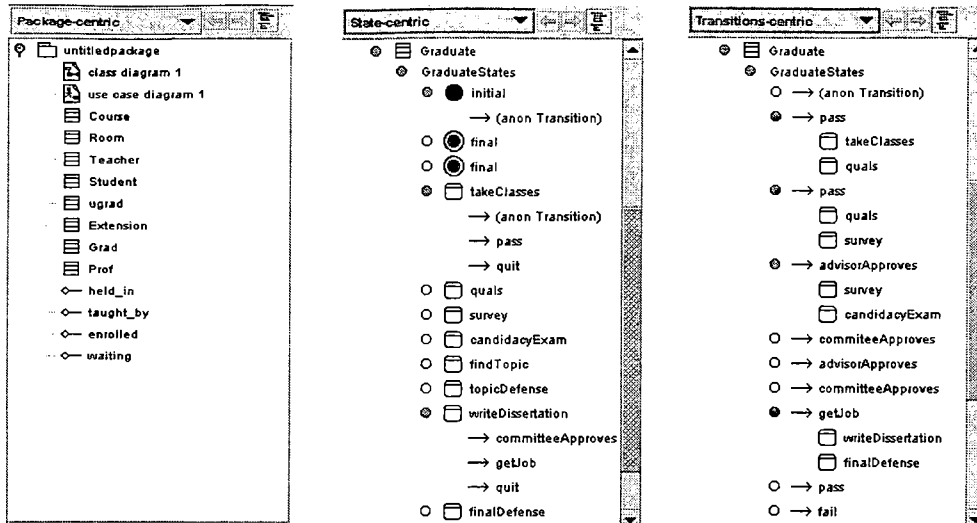 Package-centric
untitledpackage
class diagram 1
use case diagram 1
Course
Room
Teacher
Student
ugrad
Extension
Grad
Prof
held_in
taught_by
enrolled
waiting
State-centric
Graduate
GraduateStates
initial
(anon Transition)
final
final
takeClasses
(anon Transition)
pass
quit
quals
survey
candidacyExam
findTopic
topicDefense
writeDissertation
committeeApproves
getJob
quit
finalDefense
Transitions-centric
Graduate
GraduateStates
(anon Transition)
pass
takeClasses
quals
pass
quals
survey
advisorApproves
survey
candidacyExam
commiteeApproves
advisorApproves
committeeApproves
getJob
writeDissertation
finalDefense
pass
fail